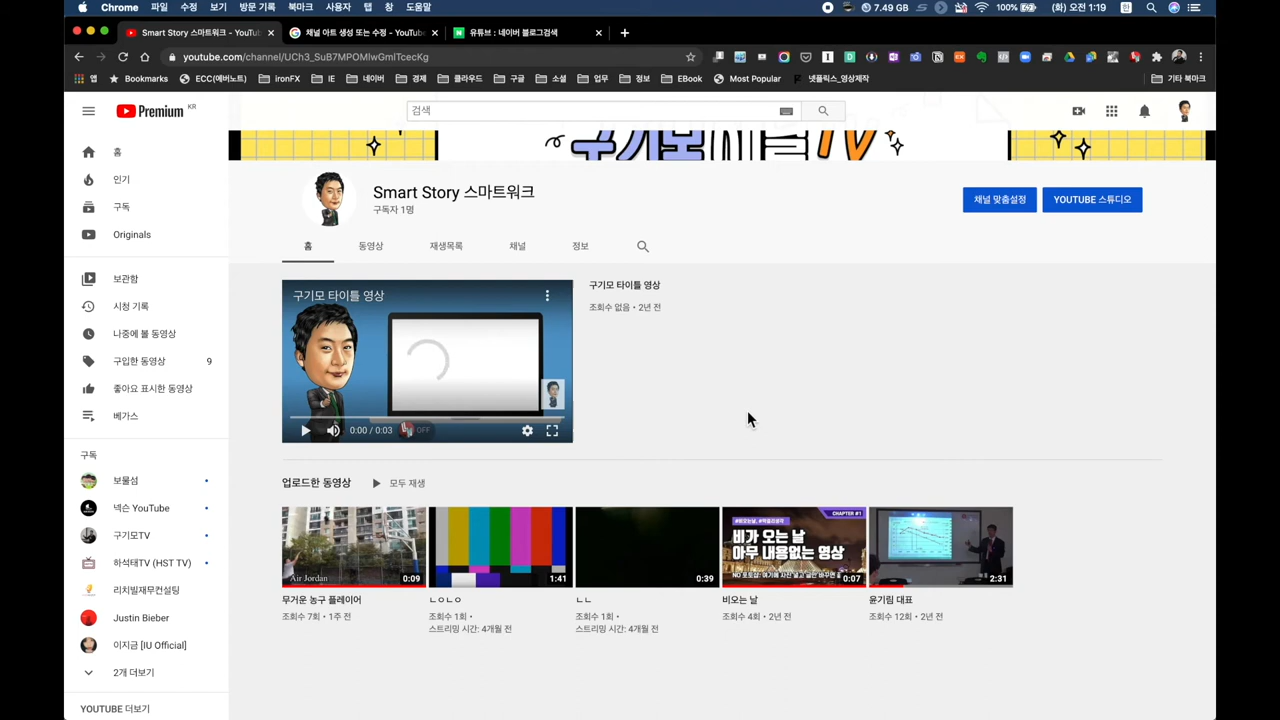 Chrome 파일 수정 보기 방문 기록 북마크 사용자 탭 창 도움말 7.49 GB 100% (화) 오전 1:19
Smart Story 스마트워크 - YouTu 채널 아트 생성 또는 수정 - YouT 유튜브 : 네이버 블로그검색
youtube.com/channel/UCh3_SuB7MPOMlwGmlTcecKg
앱 Bookmarks ECC(에버노트) ironFX IE 네이버 경제 클라우드 구글 소셜 업무 정보 EBook Most Popular 넷플릭스_영상제작 기타 북마크
Premium KR 검색
구기모 TV
홈
인기
구독
Originals
보관함
시청 기록
나중에 볼 동영상
구입한 동영상 9
좋아요 표시한 동영상
베가스
구독
보물섬
넥슨 YouTube
구기모TV
하석태TV (HST TV)
리치빌재무컨설팅
Justin Bieber
이지금 [IU Official]
2개 더보기
YOUTUBE 더보기
Smart Story 스마트워크
구독자 1명
채널 맞춤설정 YOUTUBE 스튜디오
홈 동영상 재생목록 채널 정보
구기모 타이틀 영상
0:00 / 0:03 OFF
구기모 타이틀 영상
조회수 없음 • 2년 전
업로드한 동영상 모두 재생
Air Jordan 0:09
무거운 농구 플레이어
조회수 7회 • 1주 전
1:41
ㄴㅇㄴㅇ
조회수 1회 •
스트리밍 시간: 4개월 전
0:39
ㄴㄴ
조회수 1회 •
스트리밍 시간: 4개월 전
CHAPTER #1
비가 오는 날
아무 내용없는 영상
0:07
비오는 날
조회수 4회 • 2년 전
2:31
윤기림 대표
조회수 12회 • 2년 전